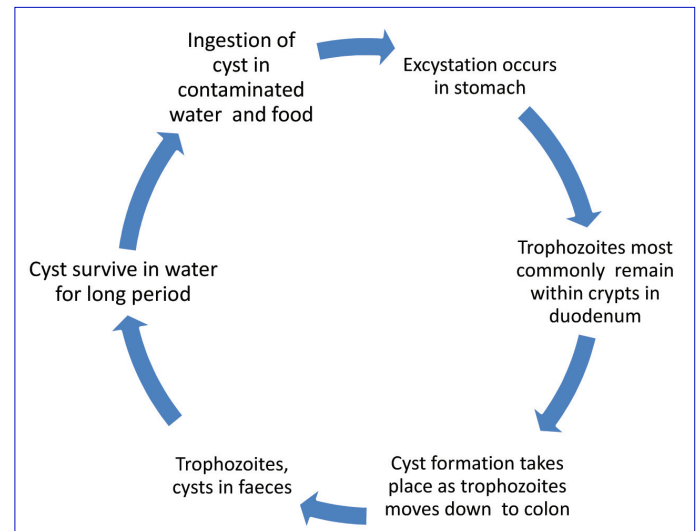 Ingestion of
cyst in
contaminated
water and food
Excystation occurs
in stomach
Trophozoites most
commonly remain
within crypts in
duodenum
Cyst formation takes
place as trophozoites
moves down to colon
Trophozoites,
cysts in faeces
Cyst survive in water
for long period